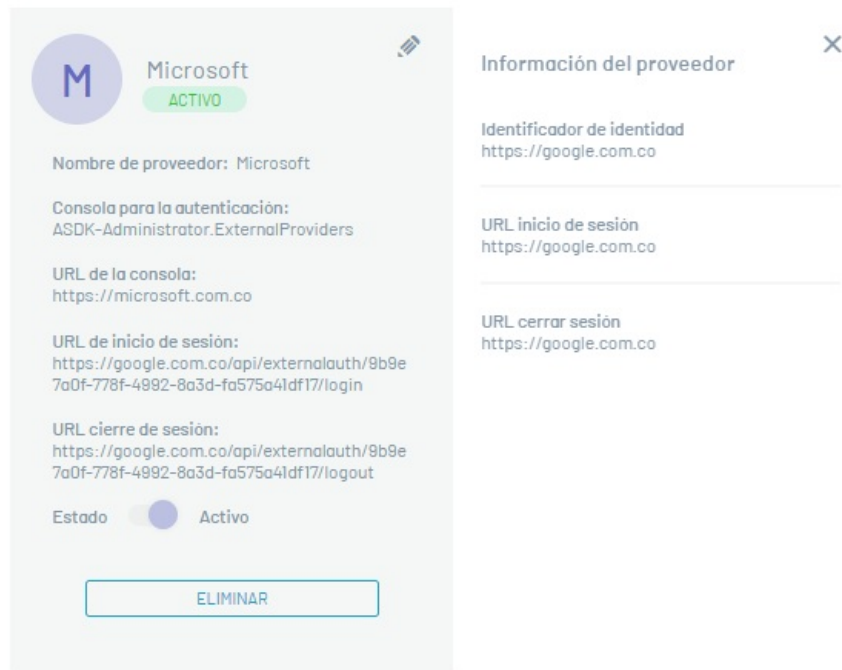 M
Microsoft
ACTIVO
Nombre de proveedor: Microsoft
Consola para la autenticación:
ASDK-Administrator.ExternalProviders
URL de la consola:
https://microsoft.com.co
URL de inicio de sesión:
https://google.com.co/api/externalauth/9b9e
7a0f-778f-4992-8a3d-fa575a41df17/login
URL cierre de sesión:
https://google.com.co/api/externalauth/9b9e
7a0f-778f-4992-8a3d-fa575a41df17/logout
Estado Activo
ELIMINAR
Información del proveedor
Identificador de identidad
https://google.com.co
URL inicio de sesión
https://google.com.co
URL cerrar sesión
https://google.com.co